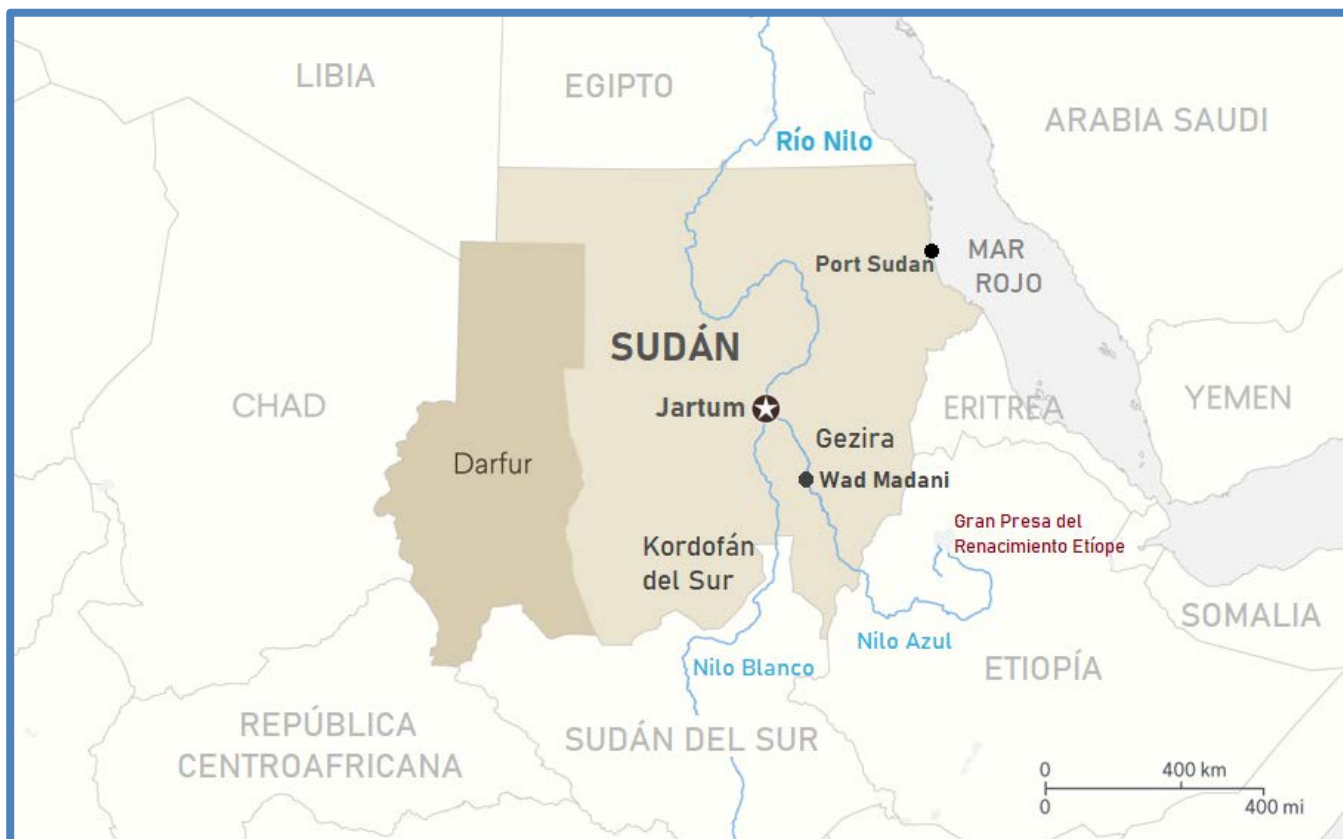 LIBIA
EGIPTO
ARABIA SAUDI
Río Nilo
Port Sudan
MAR
ROJO
SUDÁN
CHAD
Jartum
ERITREA
YEMEN
Gezira
Darfur
Wad Madani
Gran Presa del
Renacimiento Etíope
Kordofán
del Sur
SOMALIA
Nilo Azul
Nilo Blanco
ETIOPÍA
REPÚBLICA
CENTROAFRICANA
SUDÁN DEL SUR
0 400 km
0 400 mi